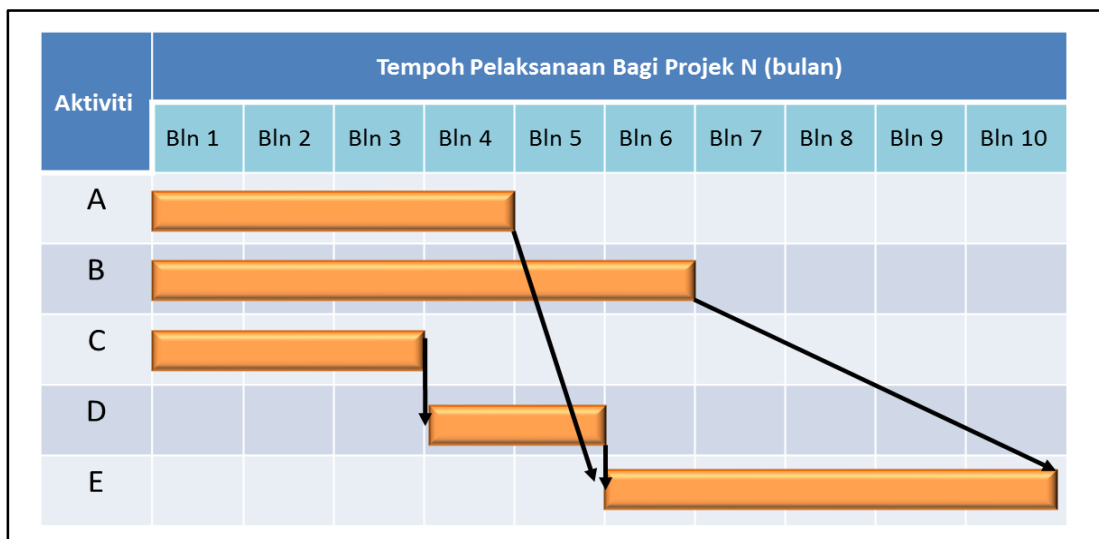 Tempoh Pelaksanaan Bagi Projek N (bulan)
Aktiviti
Bln 1 Bln 2 Bln 3 Bln 4 Bln 5 Bln 6 Bln 7 Bln 8 Bln 9 Bln 10
A
B
C
D
E